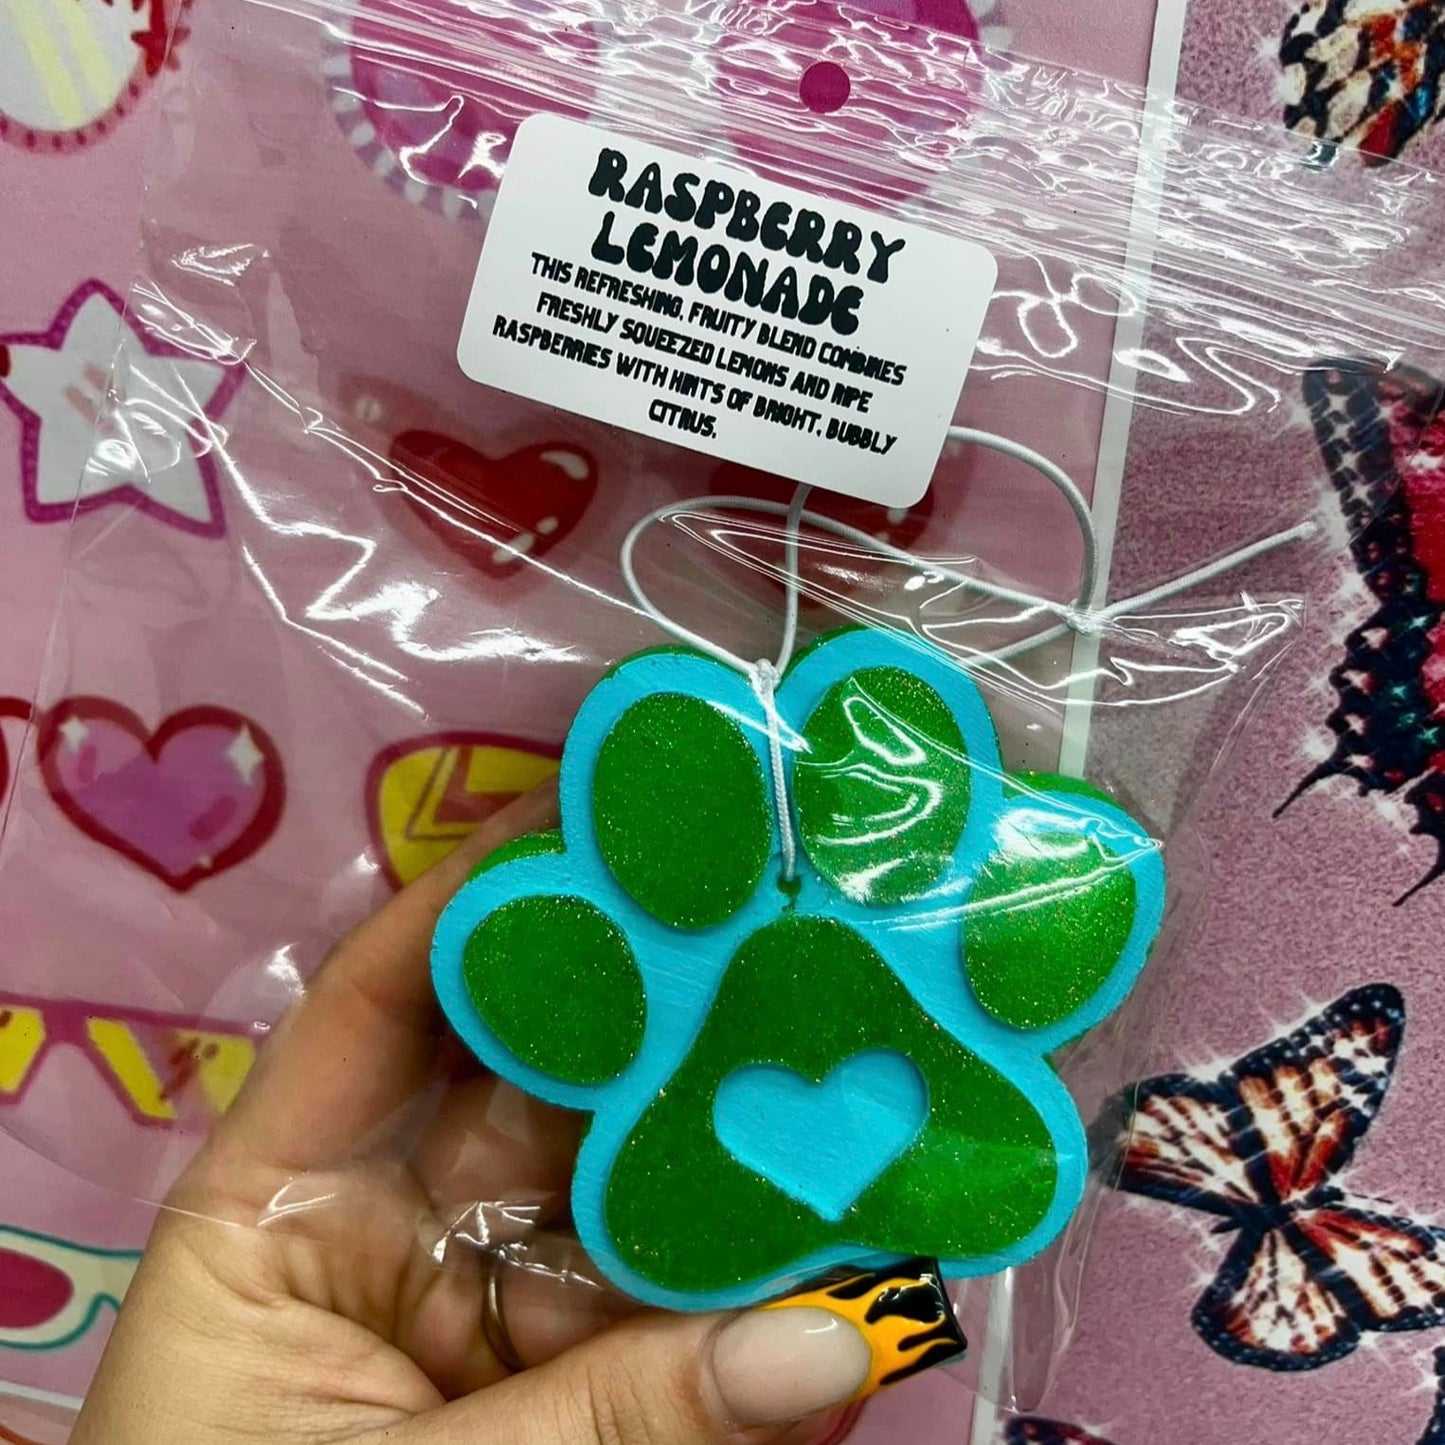 RASPBERRY
LEMONADE
THIS REFRESHING, FRUITY BLEND COMBINES
FRESHLY SQUEEZED LEMONS AND RIPE
RASPBERRIES WITH HINTS OF BRIGHT, BUBBLY
CITRUS.